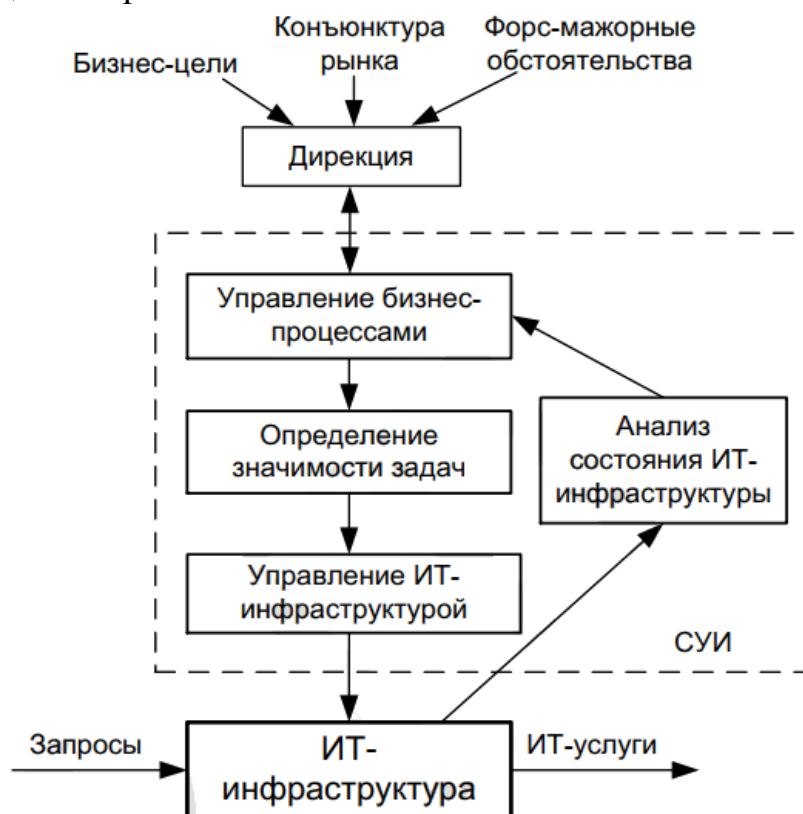 Бизнес-цели
Конъюнктура
рынка
Форс-мажорные
обстоятельства
Дирекция
Управление бизнес-
процессами
Определение
значимости задач
Анализ
состояния ИТ-
инфраструктуры
Управление ИТ-
инфраструктурой
СУИ
Запросы
ИТ-
инфраструктура
ИТ-услуги